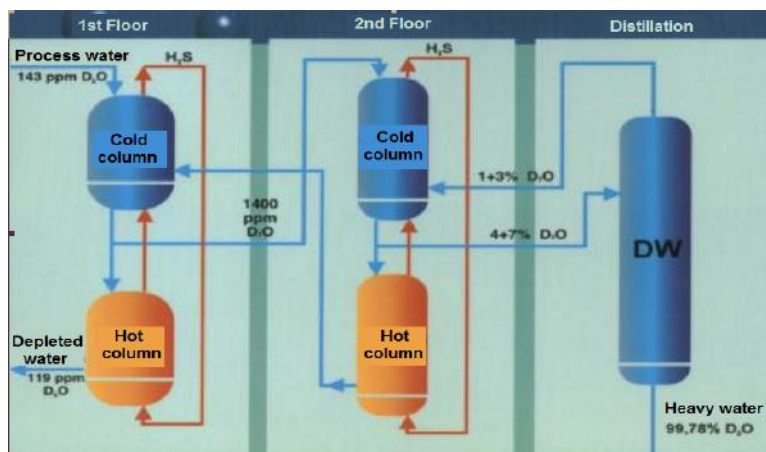 1st Floor
2nd Floor
Distillation
Process water
143 ppm D₂O
H₂S
Cold
column
Hot
column
Depleted
water
119 ppm
D₂O
1400
ppm
D₂O
H₂S
Cold
column
Hot
column
1+3% D₂O
4+7% D₂O
DW
Heavy water
99,78% D₂O